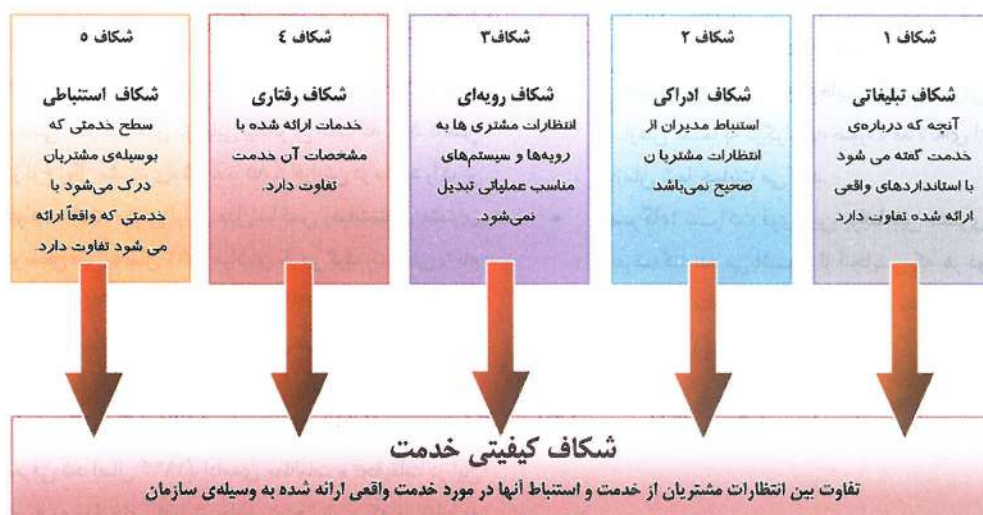 شکاف ۱
شکاف تبلیغاتی
آنچه که درباره‌ی
خدمت گفته می شود
با استانداردهای واقعی
ارائه شده تفاوت دارد
شکاف ۲
شکاف ادراکی
استنباط مدیران از
انتظارات مشتریان
صحیح نمی‌باشد
شکاف۳
شکاف رویه‌ای
انتظارات مشتری ها به
رویه‌ها و سیستم‌های
مناسب عملیاتی تبدیل
نمی‌شود.
شکاف ٤
شکاف رفتاری
خدمات ارائه شده با
مشخصات آن خدمت
تفاوت دارد.
شکاف ٥
شکاف استنباطی
سطح خدمتی که
بوسیله‌ی مشتریان
درک می‌شود با
خدمتی که واقعاً ارائه
می شود تفاوت دارد.
شکاف کیفیتی خدمت
تفاوت بین انتظارات مشتریان از خدمت و استنباط آنها در مورد خدمت واقعی ارائه شده به وسیله‌ی سازمان